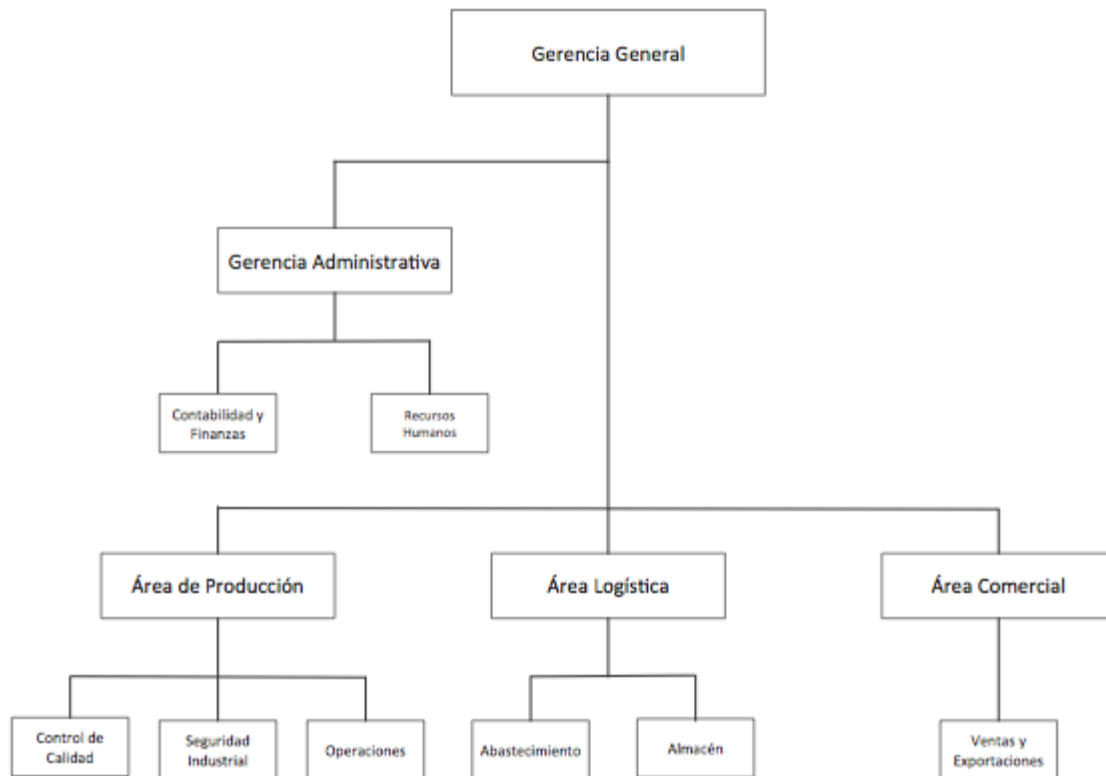 Gerencia General
Gerencia Administrativa
Contabilidad y
Finanzas
Recursos
Humanos
Área de Producción
Área Logística
Área Comercial
Control de
Calidad
Seguridad
Industrial
Operaciones
Abastecimiento
Almacén
Ventas y
Exportaciones